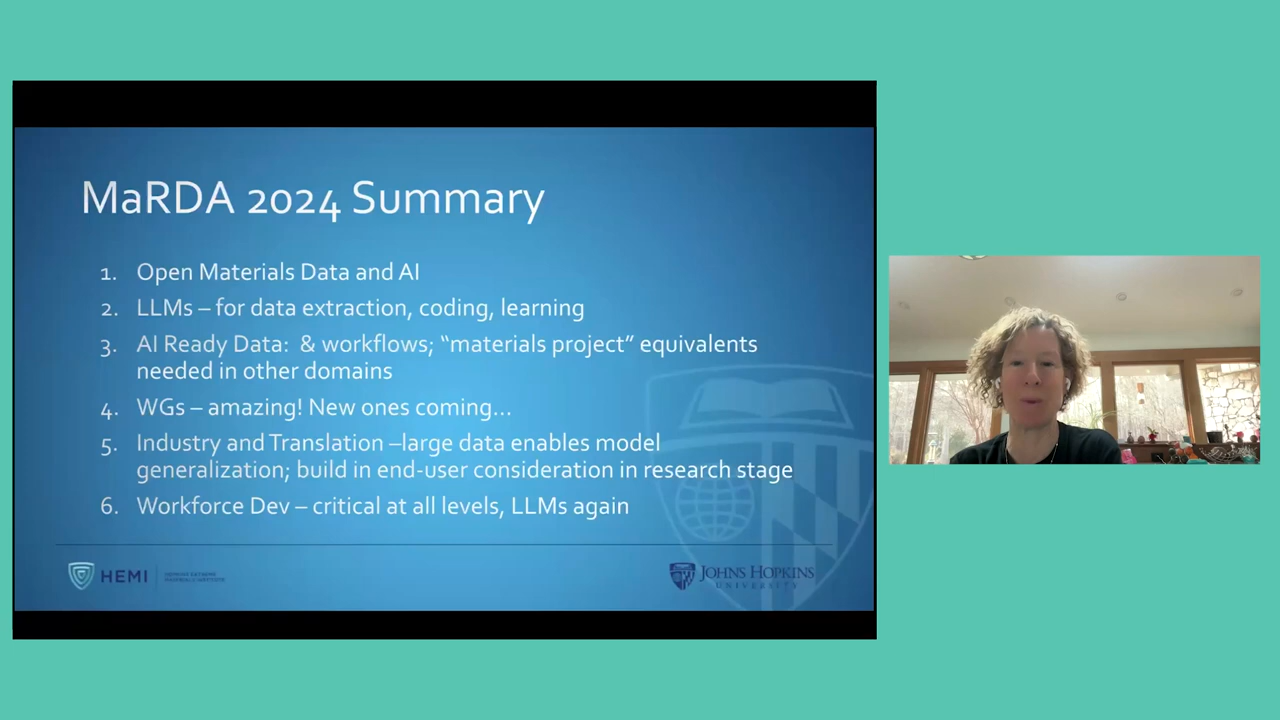 MaRDA 2024 Summary
1. Open Materials Data and AI
2. LLMs – for data extraction, coding, learning
3. AI Ready Data: & workflows; “materials project” equivalents
needed in other domains
4. WGs – amazing! New ones coming...
5. Industry and Translation –large data enables model
generalization; build in end-user consideration in research stage
6. Workforce Dev – critical at all levels, LLMs again
HEMI
JOHNS HOPKINS
UNIVERSITY